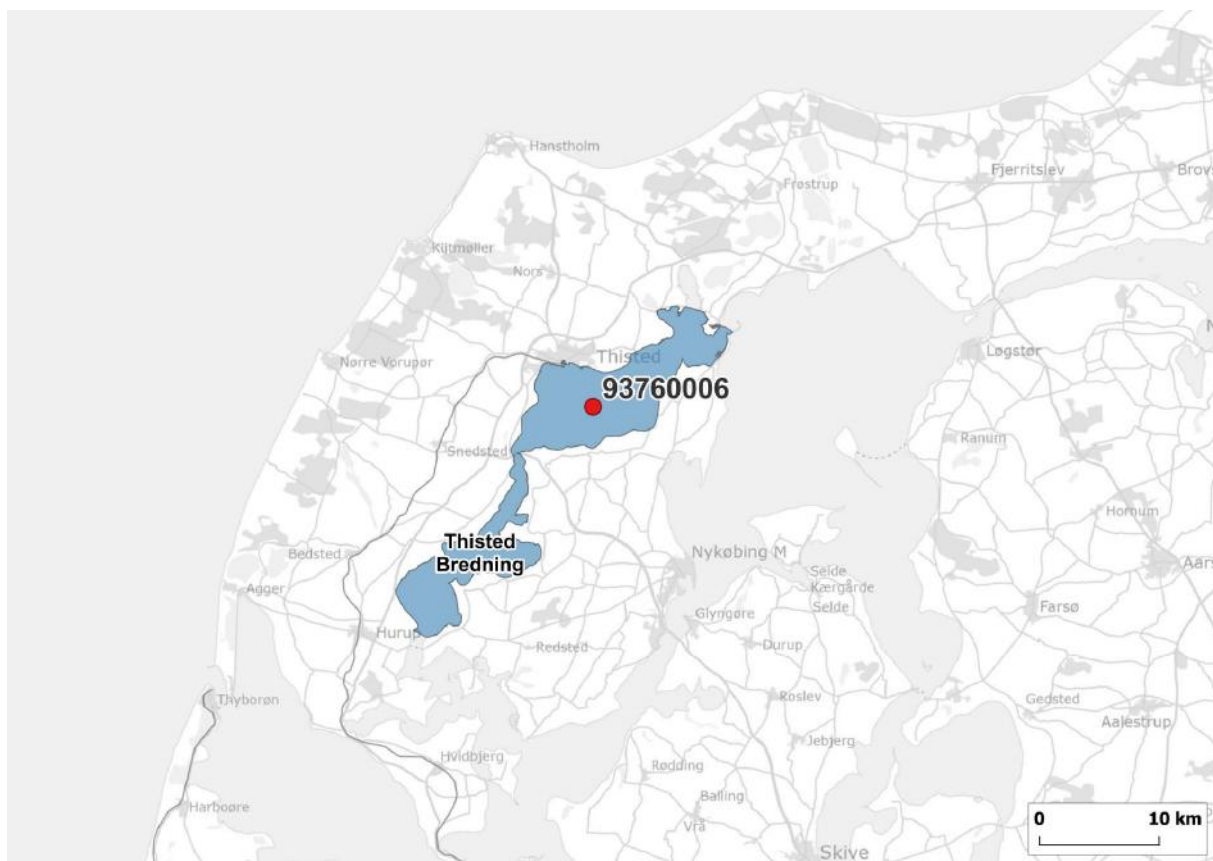 Hanstholm
Frøstrup
Fjerritslev
Brovs
Klitmøller
Nors
Thisted
Nørre Vorupør
Løgstør
93760006
Snedsted
Ranum
Hornum
Thisted
Bredning
Bedsted
Nykøbing M
Aars
Agger
Selde
Kærgårde
Selde
Glyngøre
Farsø
Hurup
Redsted
Durup
Thyborøn
Roslev
Gedsted
Aalestrup
Hvidbjerg
Jebjerg
Rødding
Balling
Harboøre
Vrå
Skive
0 10 km